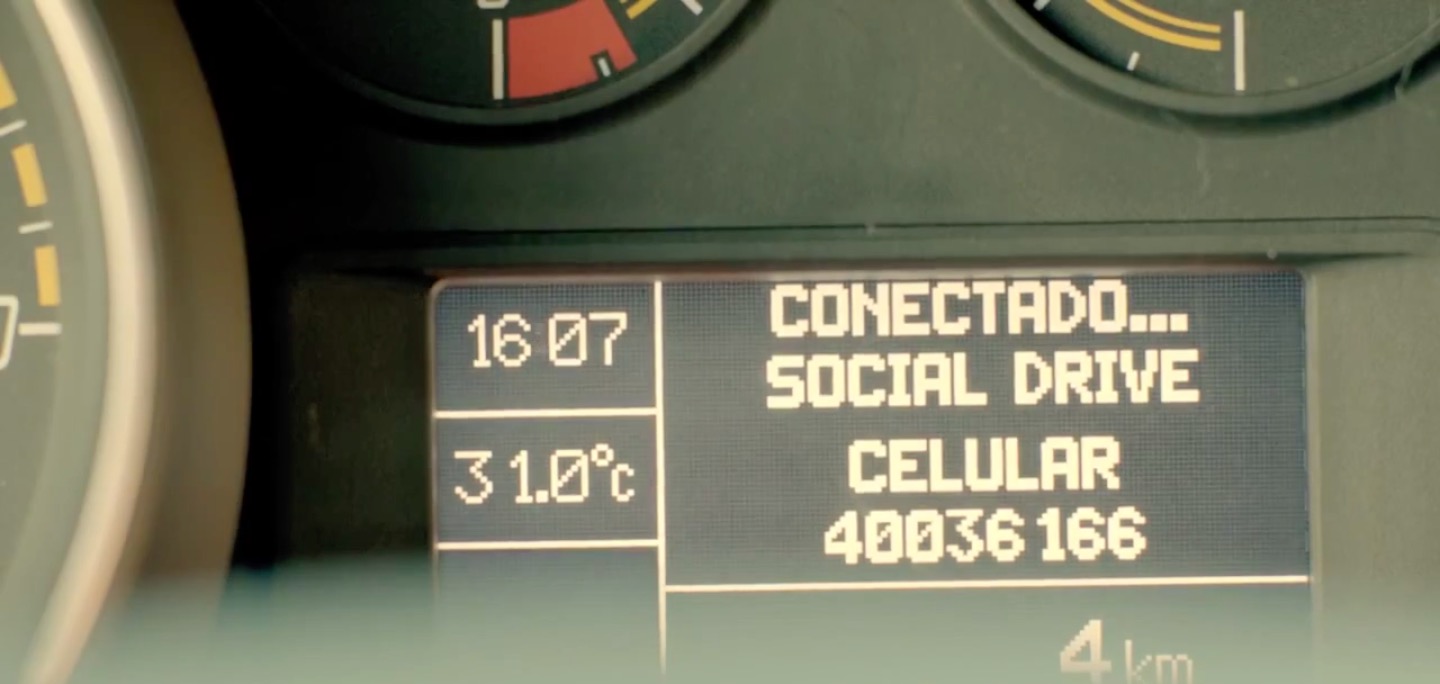 16 07
31.0°C
CONECTADO...
SOCIAL DRIVE
CELULAR
40036166
4 km